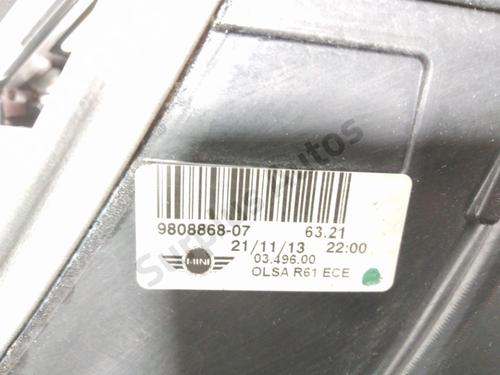 9808868-07 63.21
21/11/13 22:00
MINI 03.496.00
OLSA R61 ECE